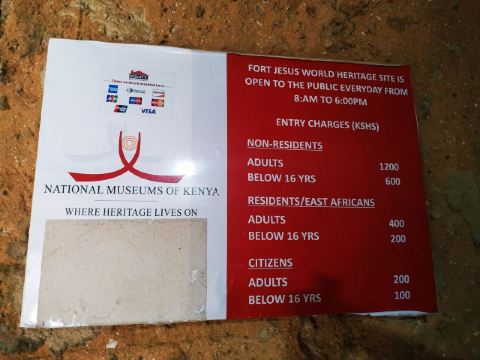 VISA
NATIONAL MUSEUMS OF KENYA
WHERE HERITAGE LIVES ON
FORT JESUS WORLD HERITAGE SITE IS
OPEN TO THE PUBLIC EVERYDAY FROM
8:AM TO 6:00PM
ENTRY CHARGES (KSHS)
NON-RESIDENTS
ADULTS 1200
BELOW 16 YRS 600
RESIDENTS/EAST AFRICANS
ADULTS 400
BELOW 16 YRS 200
CITIZENS
ADULTS 200
BELOW 16 YRS 100